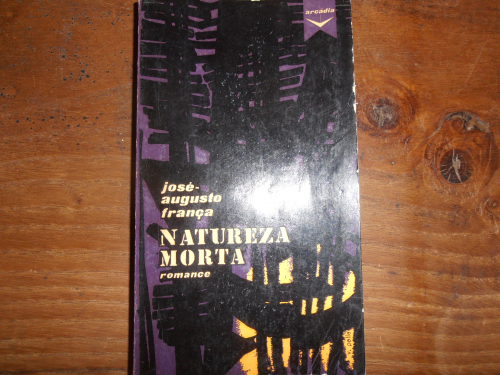 arcadia
josé-
augusto
frança
NATUREZA
MORTA
romance